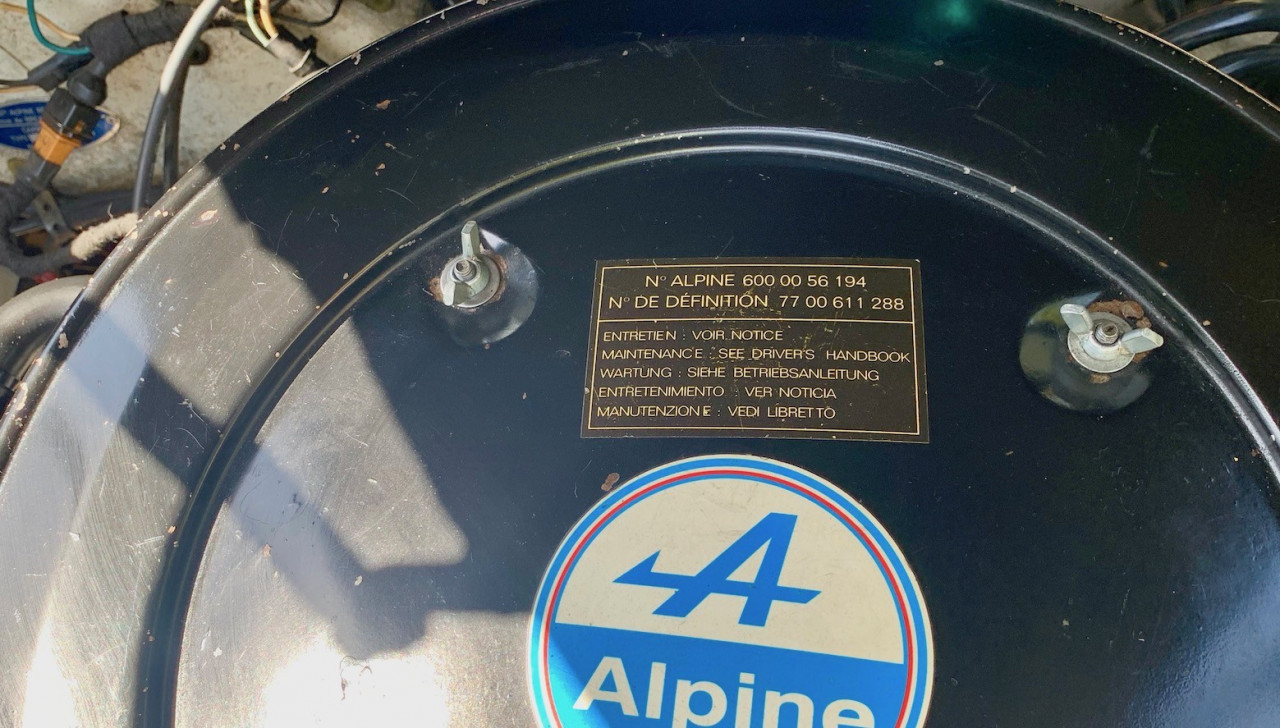 N° ALPINE 600 00 56 194
N° DE DÉFINITION 77 00 611 288
ENTRETIEN : VOIR NOTICE
MAINTENANCE : SEE DRIVER'S HANDBOOK
WARTUNG : SIEHE BETRIEBSANLEITUNG
ENTRETENIMIENTO : VER NOTICIA
MANUTENZIONE : VEDI LIBRETTO
A
Alpine